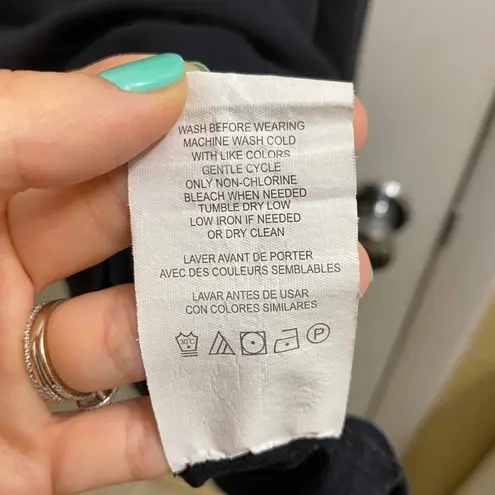 WASH BEFORE WEARING
MACHINE WASH COLD
WITH LIKE COLORS
GENTLE CYCLE
ONLY NON-CHLORINE
BLEACH WHEN NEEDED
TUMBLE DRY LOW
LOW IRON IF NEEDED
OR DRY CLEAN
LAVER AVANT DE PORTER
AVEC DES COULEURS SEMBLABLES
LAVAR ANTES DE USAR
CON COLORES SIMILARES
30°C P